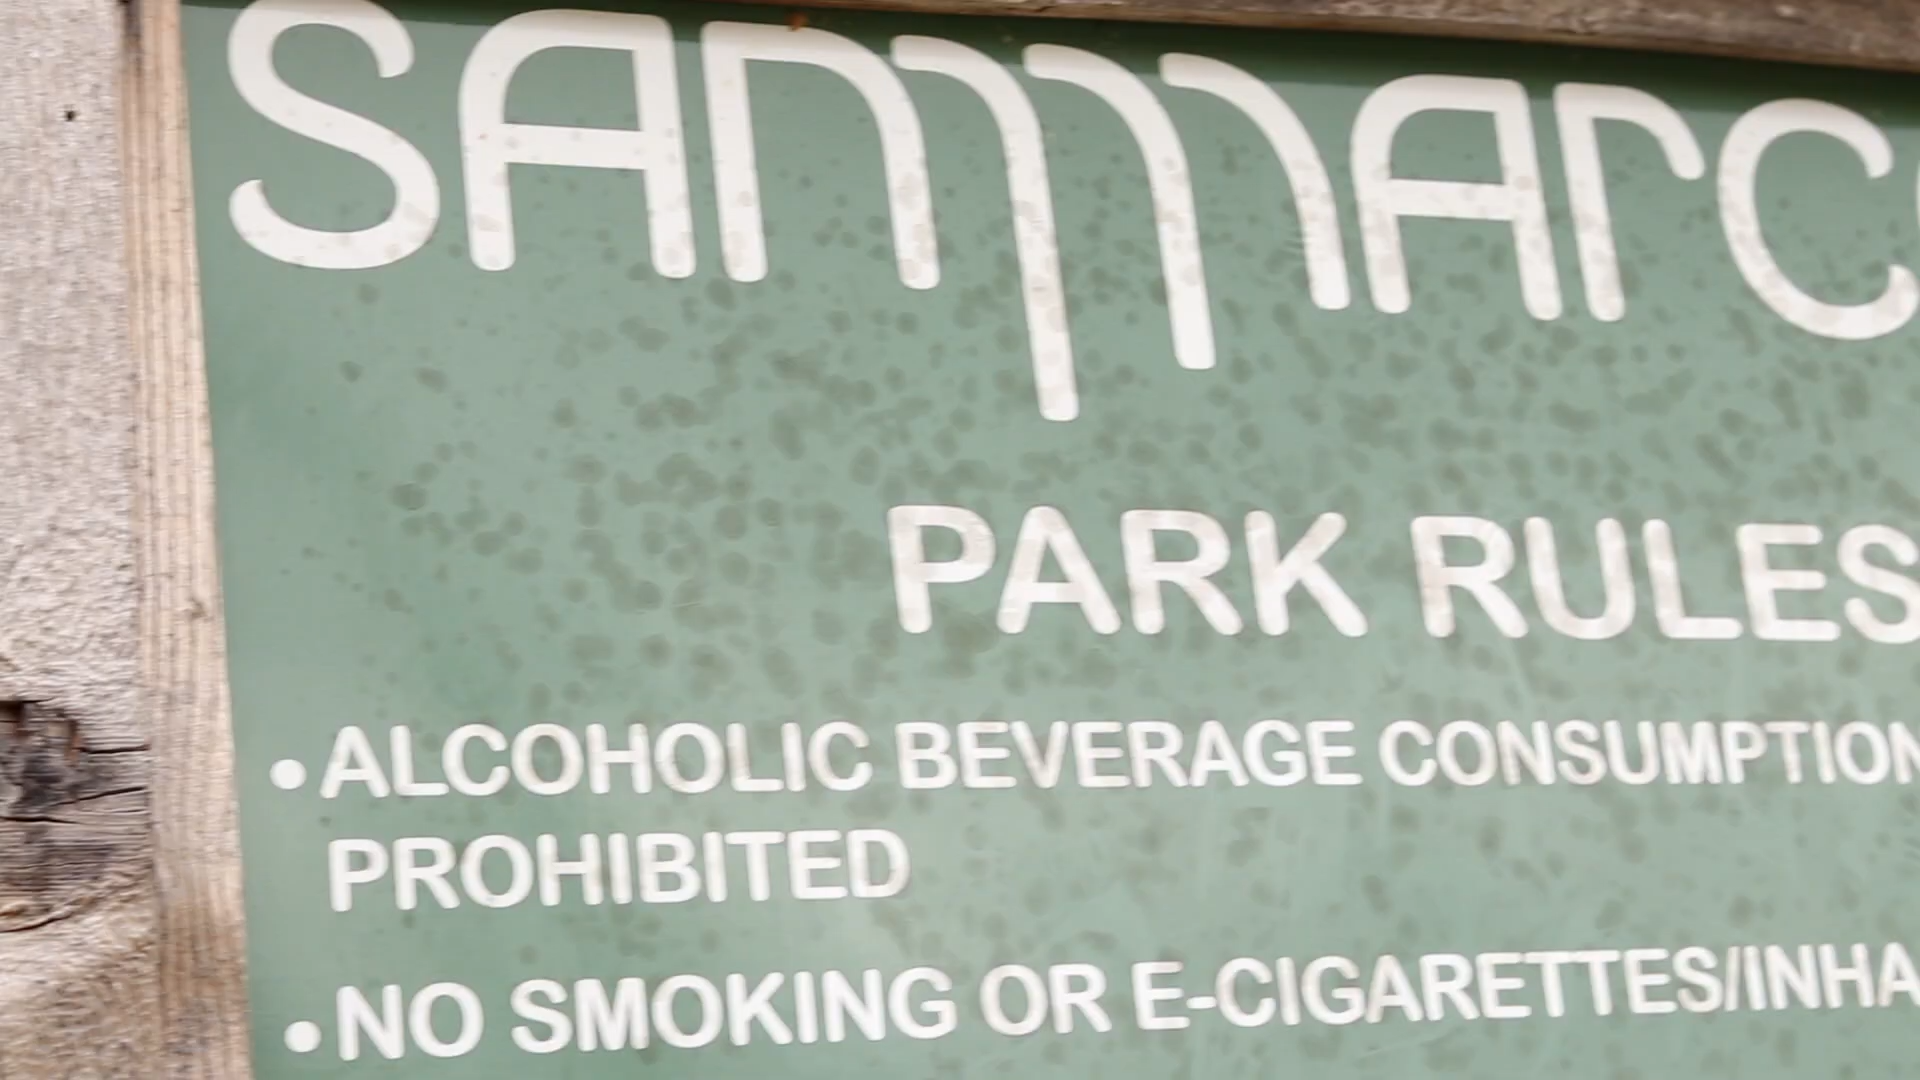 SAN MARC
PARK RULES
• ALCOHOLIC BEVERAGE CONSUMPTION
PROHIBITED
• NO SMOKING OR E-CIGARETTES/INHA